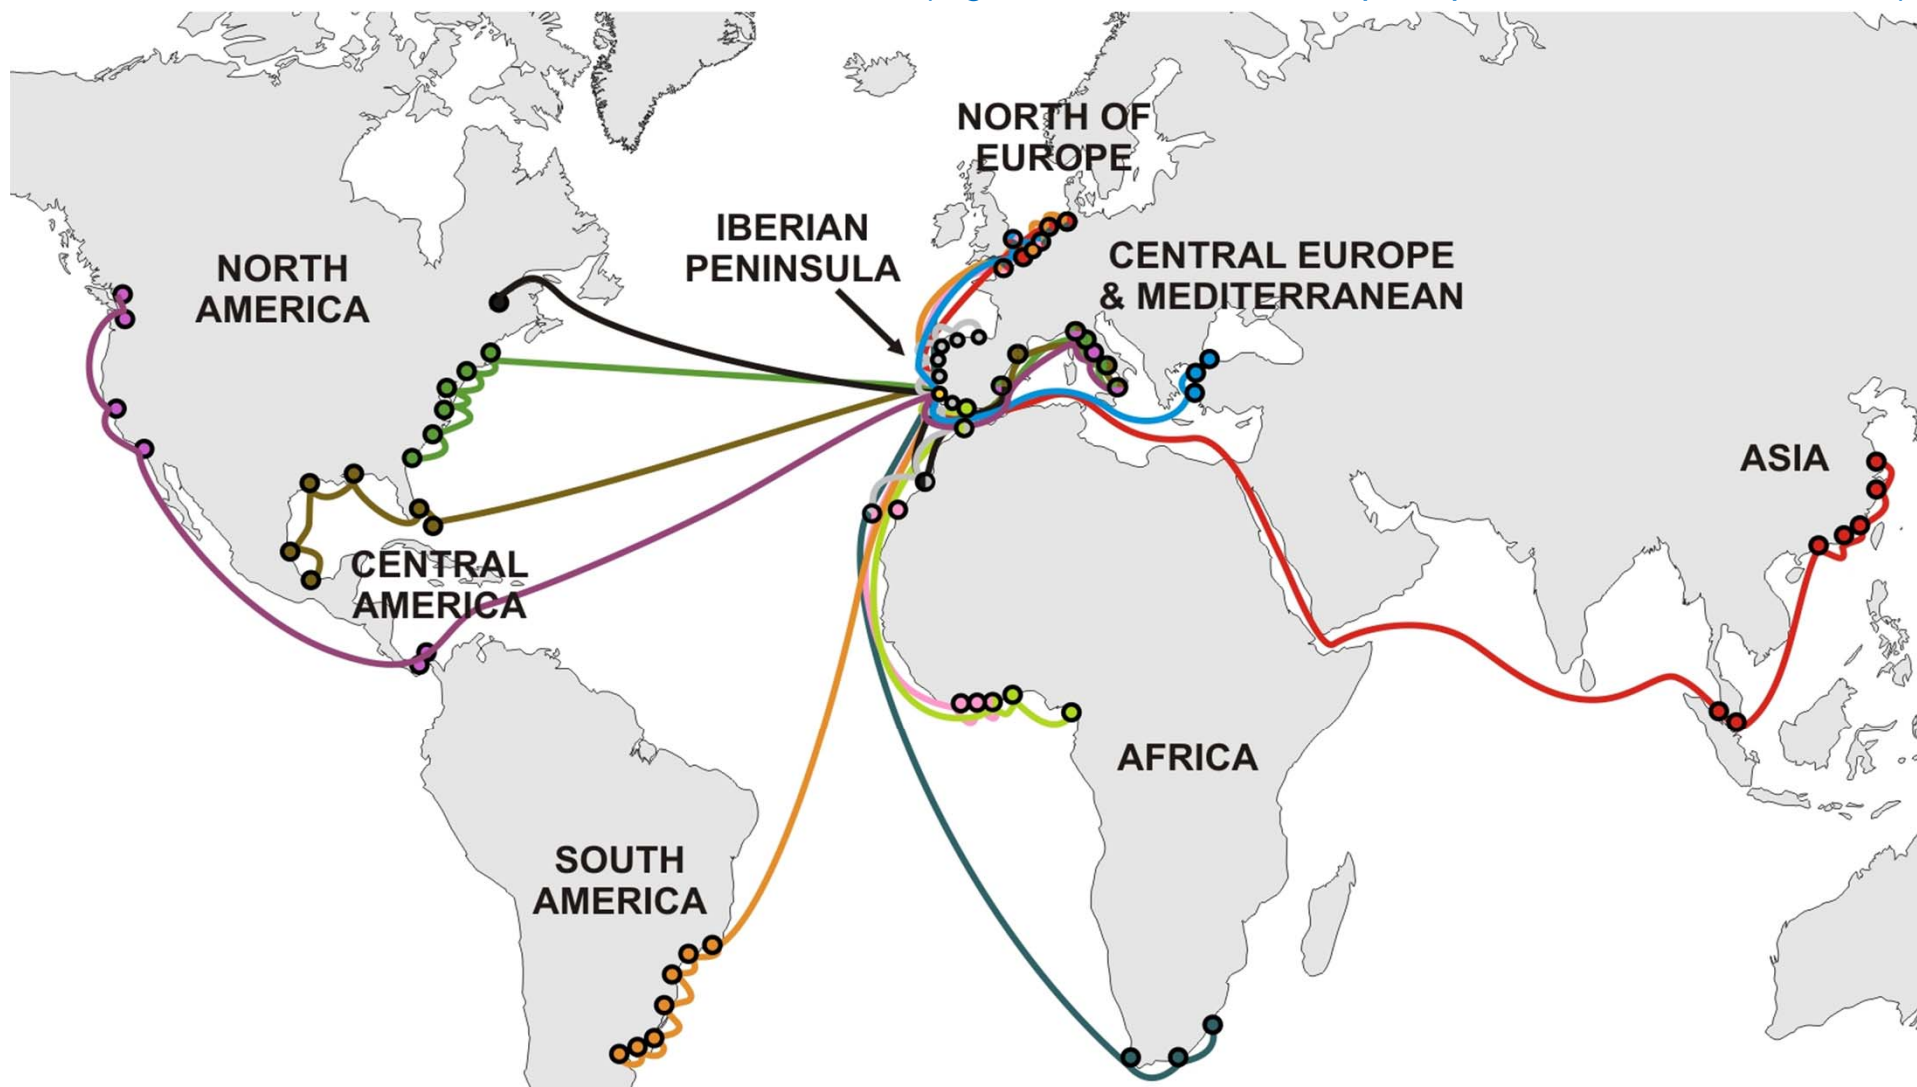 NORTH OF
EUROPE
IBERIAN
PENINSULA
NORTH
AMERICA
CENTRAL EUROPE
& MEDITERRANEAN
ASIA
CENTRAL
AMERICA
AFRICA
SOUTH
AMERICA